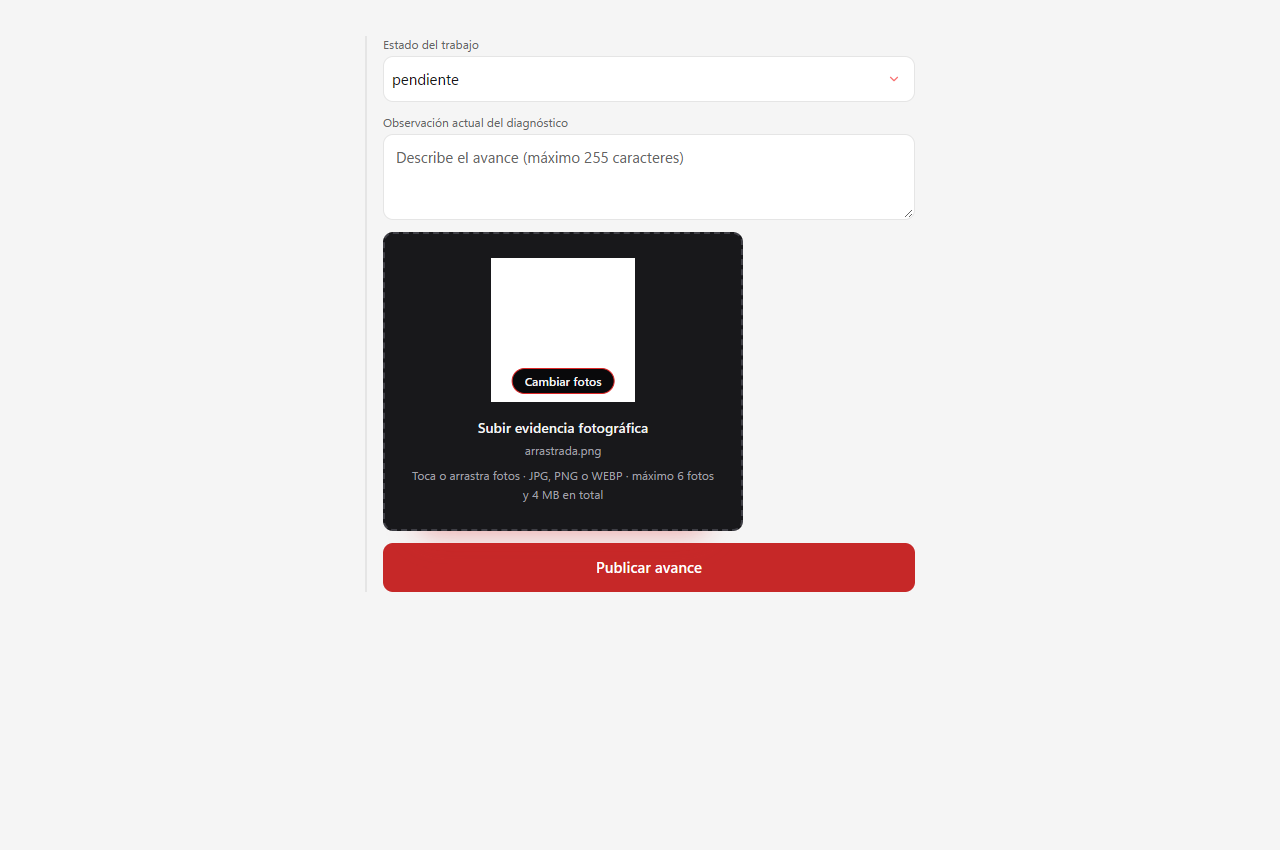 Estado del trabajo
pendiente
Observación actual del diagnóstico
Describe el avance (máximo 255 caracteres)
Cambiar fotos
Subir evidencia fotográfica
arrastrada.png
Toca o arrastra fotos · JPG, PNG o WEBP · máximo 6 fotos
y 4 MB en total
Publicar avance